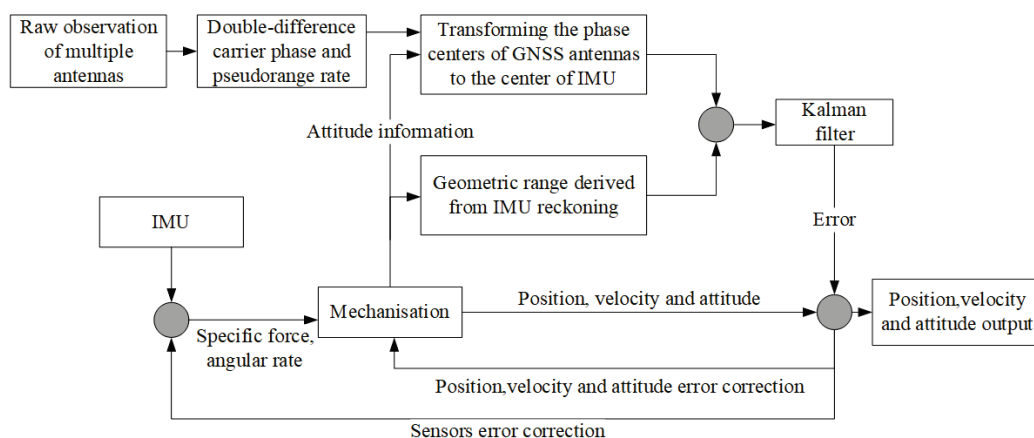 Raw observation
of multiple
antennas
Double-difference
carrier phase and
pseudorange rate
Transforming the phase
centers of GNSS antennas
to the center of IMU
Kalman
filter
Attitude information
Geometric range derived
from IMU reckoning
IMU
Error
Mechanisation
Position, velocity and attitude
Position,velocity
and attitude output
Specific force,
angular rate
Position,velocity and attitude error correction
Sensors error correction